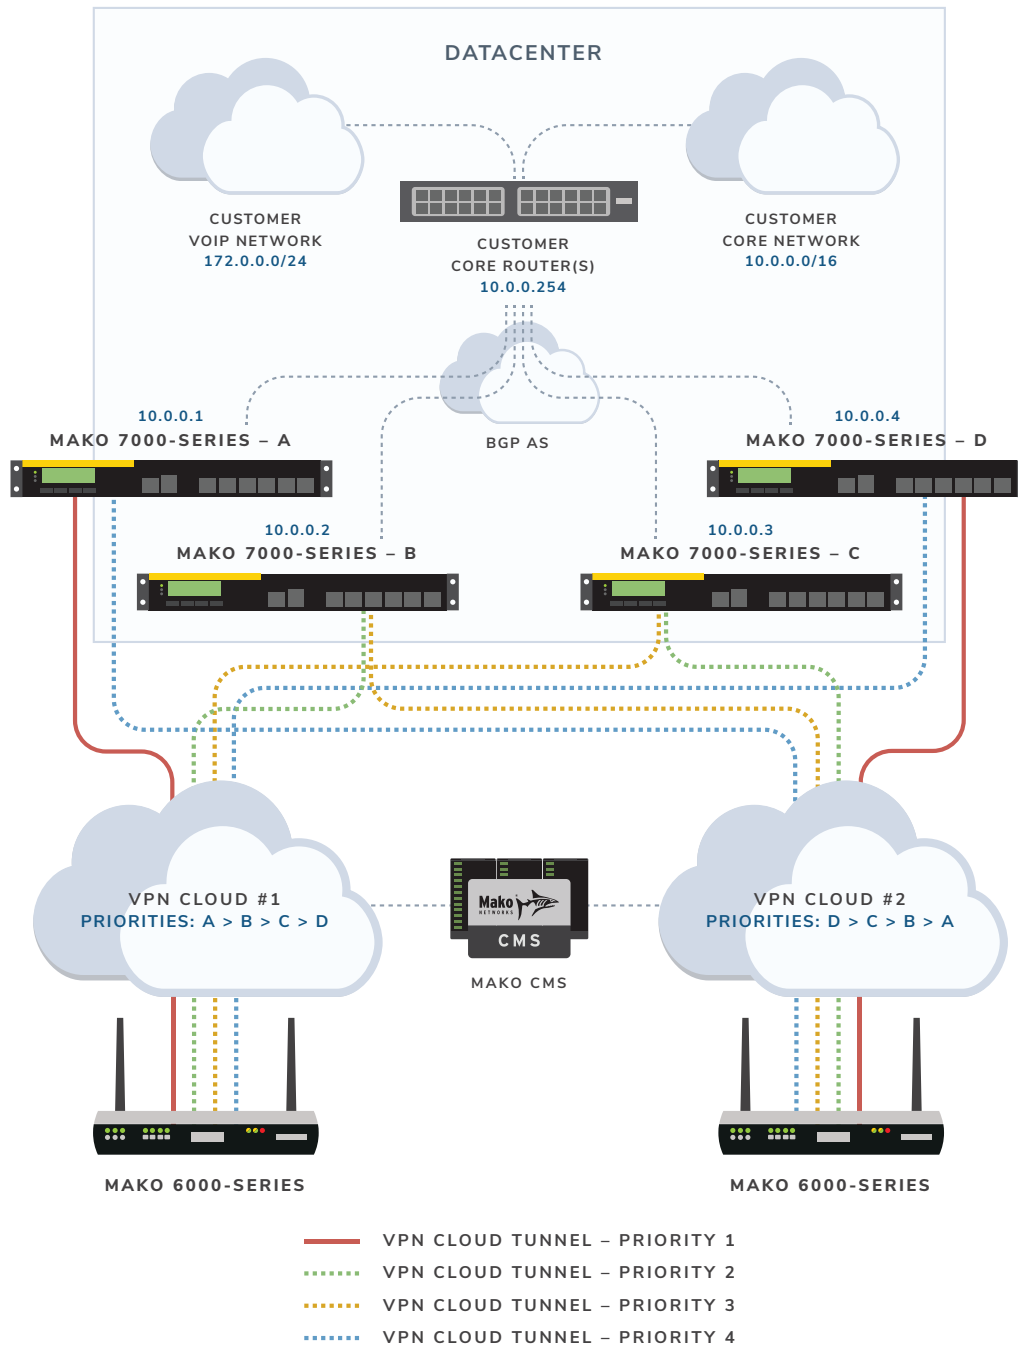 DATACENTER
CUSTOMER
VOIP NETWORK
172.0.0.0/24
CUSTOMER
CORE ROUTER(S)
10.0.0.254
CUSTOMER
CORE NETWORK
10.0.0.0/16
BGP AS
10.0.0.1
MAKO 7000-SERIES – A
10.0.0.4
MAKO 7000-SERIES – D
10.0.0.2
MAKO 7000-SERIES – B
10.0.0.3
MAKO 7000-SERIES – C
VPN CLOUD #1
PRIORITIES: A > B > C > D
Mako
NETWORKS
CMS
MAKO CMS
VPN CLOUD #2
PRIORITIES: D > C > B > A
MAKO 6000-SERIES
MAKO 6000-SERIES
VPN CLOUD TUNNEL – PRIORITY 1
VPN CLOUD TUNNEL – PRIORITY 2
VPN CLOUD TUNNEL – PRIORITY 3
VPN CLOUD TUNNEL – PRIORITY 4